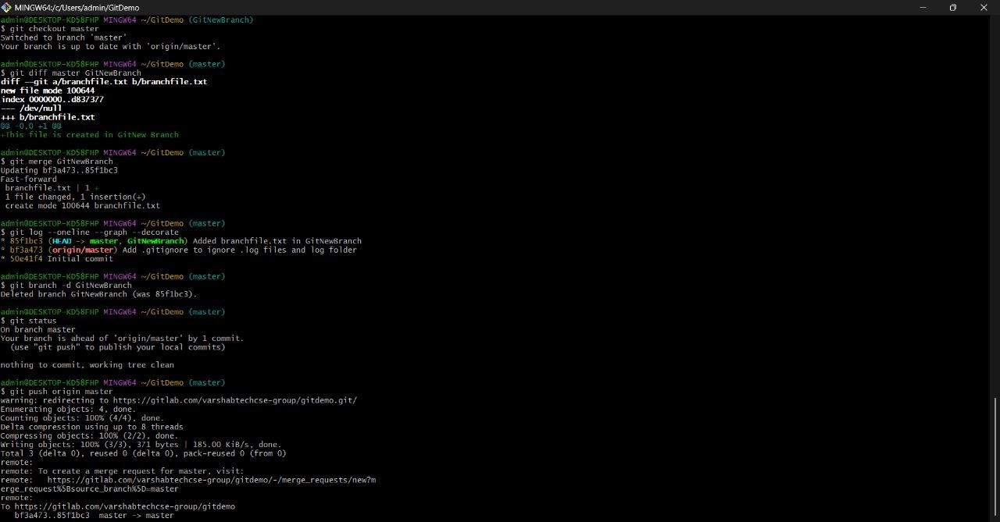 MINGW64:/c/Users/admin/GitDemo
admin@DESKTOP-KD58FHP MINGW64 ~/GitDemo (GitNewBranch)
$ git checkout master
Switched to branch 'master'
Your branch is up to date with 'origin/master'.
admin@DESKTOP-KD58FHP MINGW64 ~/GitDemo (master)
$ git diff master GitNewBranch
diff --git a/branchfile.txt b/branchfile.txt
new file mode 100644
index 0000000..d837377
--- /dev/null
+++ b/branchfile.txt
@@ -0,0 +1 @@
+This file is created in GitNew Branch
admin@DESKTOP-KD58FHP MINGW64 ~/GitDemo (master)
$ git merge GitNewBranch
Updating bf3a473..85f1bc3
Fast-forward
 branchfile.txt | 1 +
 1 file changed, 1 insertion(+)
 create mode 100644 branchfile.txt
admin@DESKTOP-KD58FHP MINGW64 ~/GitDemo (master)
$ git log --oneline --graph --decorate
* 85f1bc3 (HEAD -> master, GitNewBranch) Added branchfile.txt in GitNewBranch
* bf3a473 (origin/master) Add .gitignore to ignore .log files and log folder
* 50e41f4 Initial commit
admin@DESKTOP-KD58FHP MINGW64 ~/GitDemo (master)
$ git branch -d GitNewBranch
Deleted branch GitNewBranch (was 85f1bc3).
admin@DESKTOP-KD58FHP MINGW64 ~/GitDemo (master)
$ git status
On branch master
Your branch is ahead of 'origin/master' by 1 commit.
  (use "git push" to publish your local commits)
nothing to commit, working tree clean
admin@DESKTOP-KD58FHP MINGW64 ~/GitDemo (master)
$ git push origin master
warning: redirecting to https://gitlab.com/varshabtechcse-group/gitdemo.git/
Enumerating objects: 4, done.
Counting objects: 100% (4/4), done.
Delta compression using up to 8 threads
Compressing objects: 100% (2/2), done.
Writing objects: 100% (3/3), 371 bytes | 185.00 KiB/s, done.
Total 3 (delta 0), reused 0 (delta 0), pack-reused 0 (from 0)
remote:
remote: To create a merge request for master, visit:
remote:   https://gitlab.com/varshabtechcse-group/gitdemo/-/merge_requests/new?m
erge_request%5Bsource_branch%5D=master
remote:
To https://gitlab.com/varshabtechcse-group/gitdemo
   bf3a473..85f1bc3  master -> master